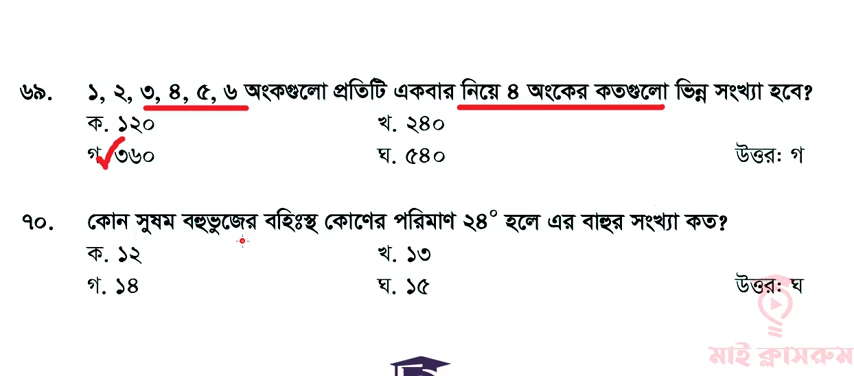 ৬৯. ১, ২, ৩, ৪, ৫, ৬ অংকগুলো প্রতিটি একবার নিয়ে ৪ অংকের কতগুলো ভিন্ন সংখ্যা হবে?
ক. ১২০ খ. ২৪০
গ. ৩৬০ ঘ. ৫৪০ উত্তর: গ
৭০. কোন সুষম বহুভুজের বহিঃস্থ কোণের পরিমাণ ২৪° হলে এর বাহুর সংখ্যা কত?
ক. ১২ খ. ১৩
গ. ১৪ ঘ. ১৫ উত্তর: ঘ
মাই ক্লাসরুম